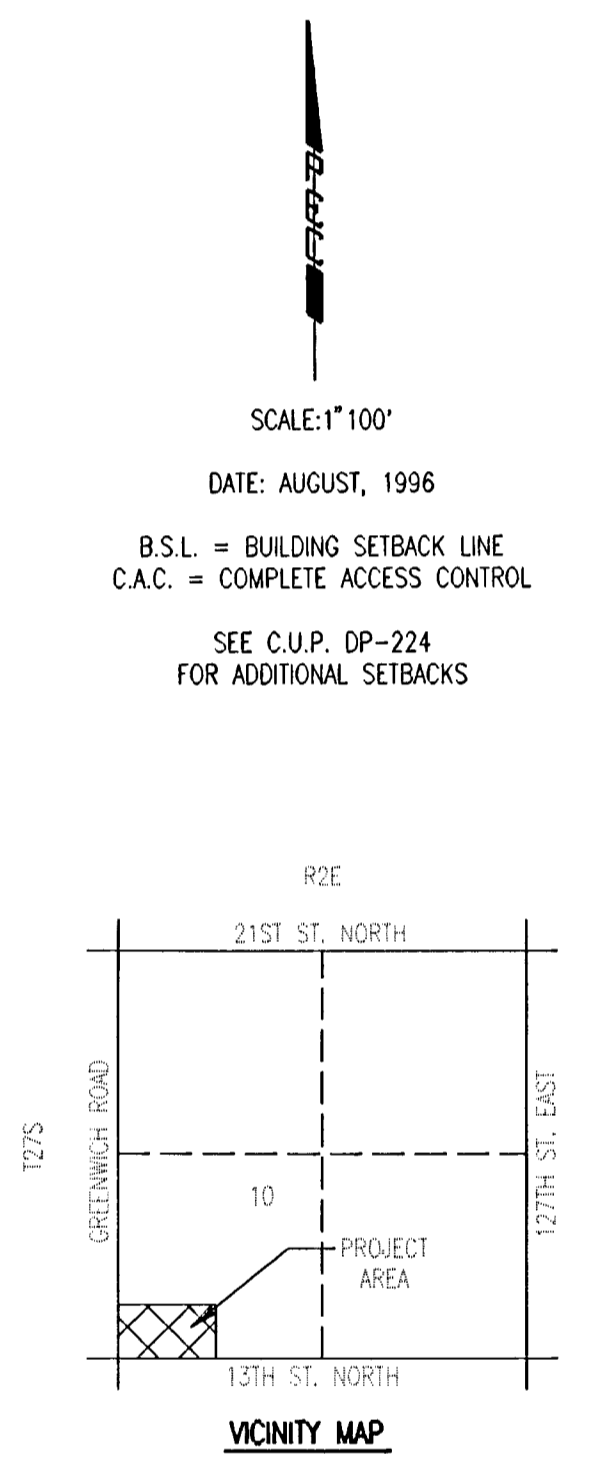 PEC
SCALE:1" 100'
DATE: AUGUST, 1996
B.S.L. = BUILDING SETBACK LINE
C.A.C. = COMPLETE ACCESS CONTROL
SEE C.U.P. DP-224
FOR ADDITIONAL SETBACKS
R2E
21ST ST. NORTH
T27S
GREENWICH ROAD
127TH ST. EAST
10
PROJECT
AREA
13TH ST. NORTH
VICINITY MAP